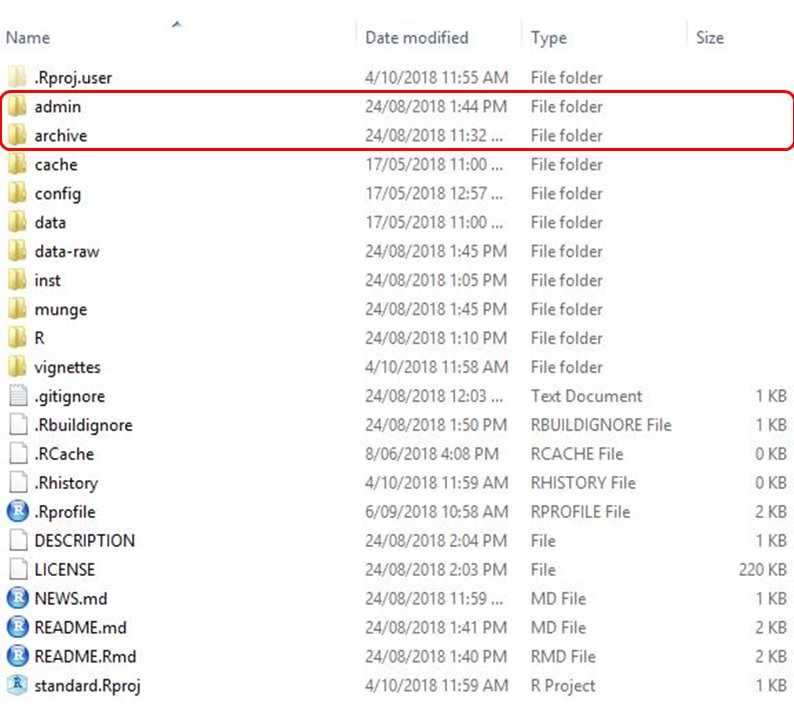 Name Date modified Type Size
.Rproj.user 4/10/2018 11:55 AM File folder
admin 24/08/2018 1:44 PM File folder
archive 24/08/2018 11:32 ... File folder
cache 17/05/2018 11:00 ... File folder
config 17/05/2018 12:57 ... File folder
data 17/05/2018 11:00 ... File folder
data-raw 24/08/2018 1:45 PM File folder
inst 24/08/2018 1:05 PM File folder
munge 24/08/2018 1:45 PM File folder
R 24/08/2018 1:10 PM File folder
vignettes 4/10/2018 11:58 AM File folder
.gitignore 24/08/2018 12:03 ... Text Document 1 KB
.Rbuildignore 24/08/2018 1:50 PM RBUILDIGNORE File 1 KB
.RCache 8/06/2018 4:08 PM RCACHE File 0 KB
.Rhistory 4/10/2018 11:59 AM RHISTORY File 0 KB
.Rprofile 6/09/2018 10:58 AM RPROFILE File 2 KB
DESCRIPTION 24/08/2018 2:04 PM File 1 KB
LICENSE 24/08/2018 2:03 PM File 220 KB
NEWS.md 24/08/2018 11:59 ... MD File 1 KB
README.md 24/08/2018 1:41 PM MD File 2 KB
README.Rmd 24/08/2018 1:40 PM RMD File 2 KB
standard.Rproj 4/10/2018 11:59 AM R Project 1 KB